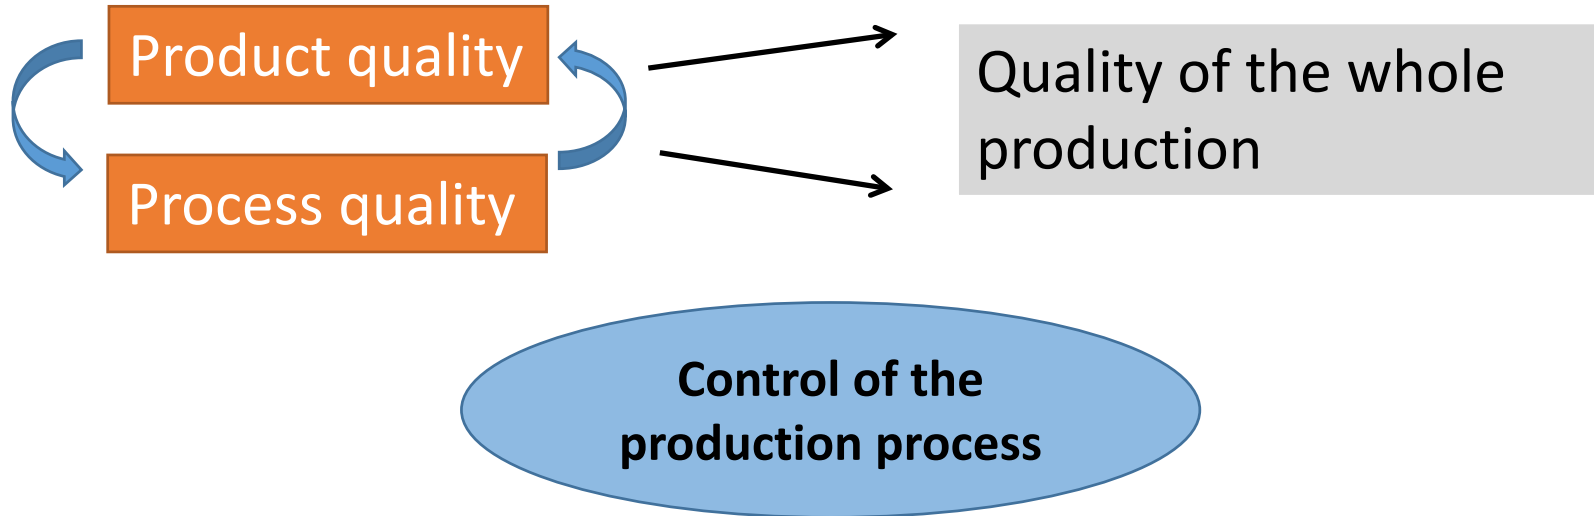 Product quality
Quality of the whole
production
Process quality
Control of the
production process